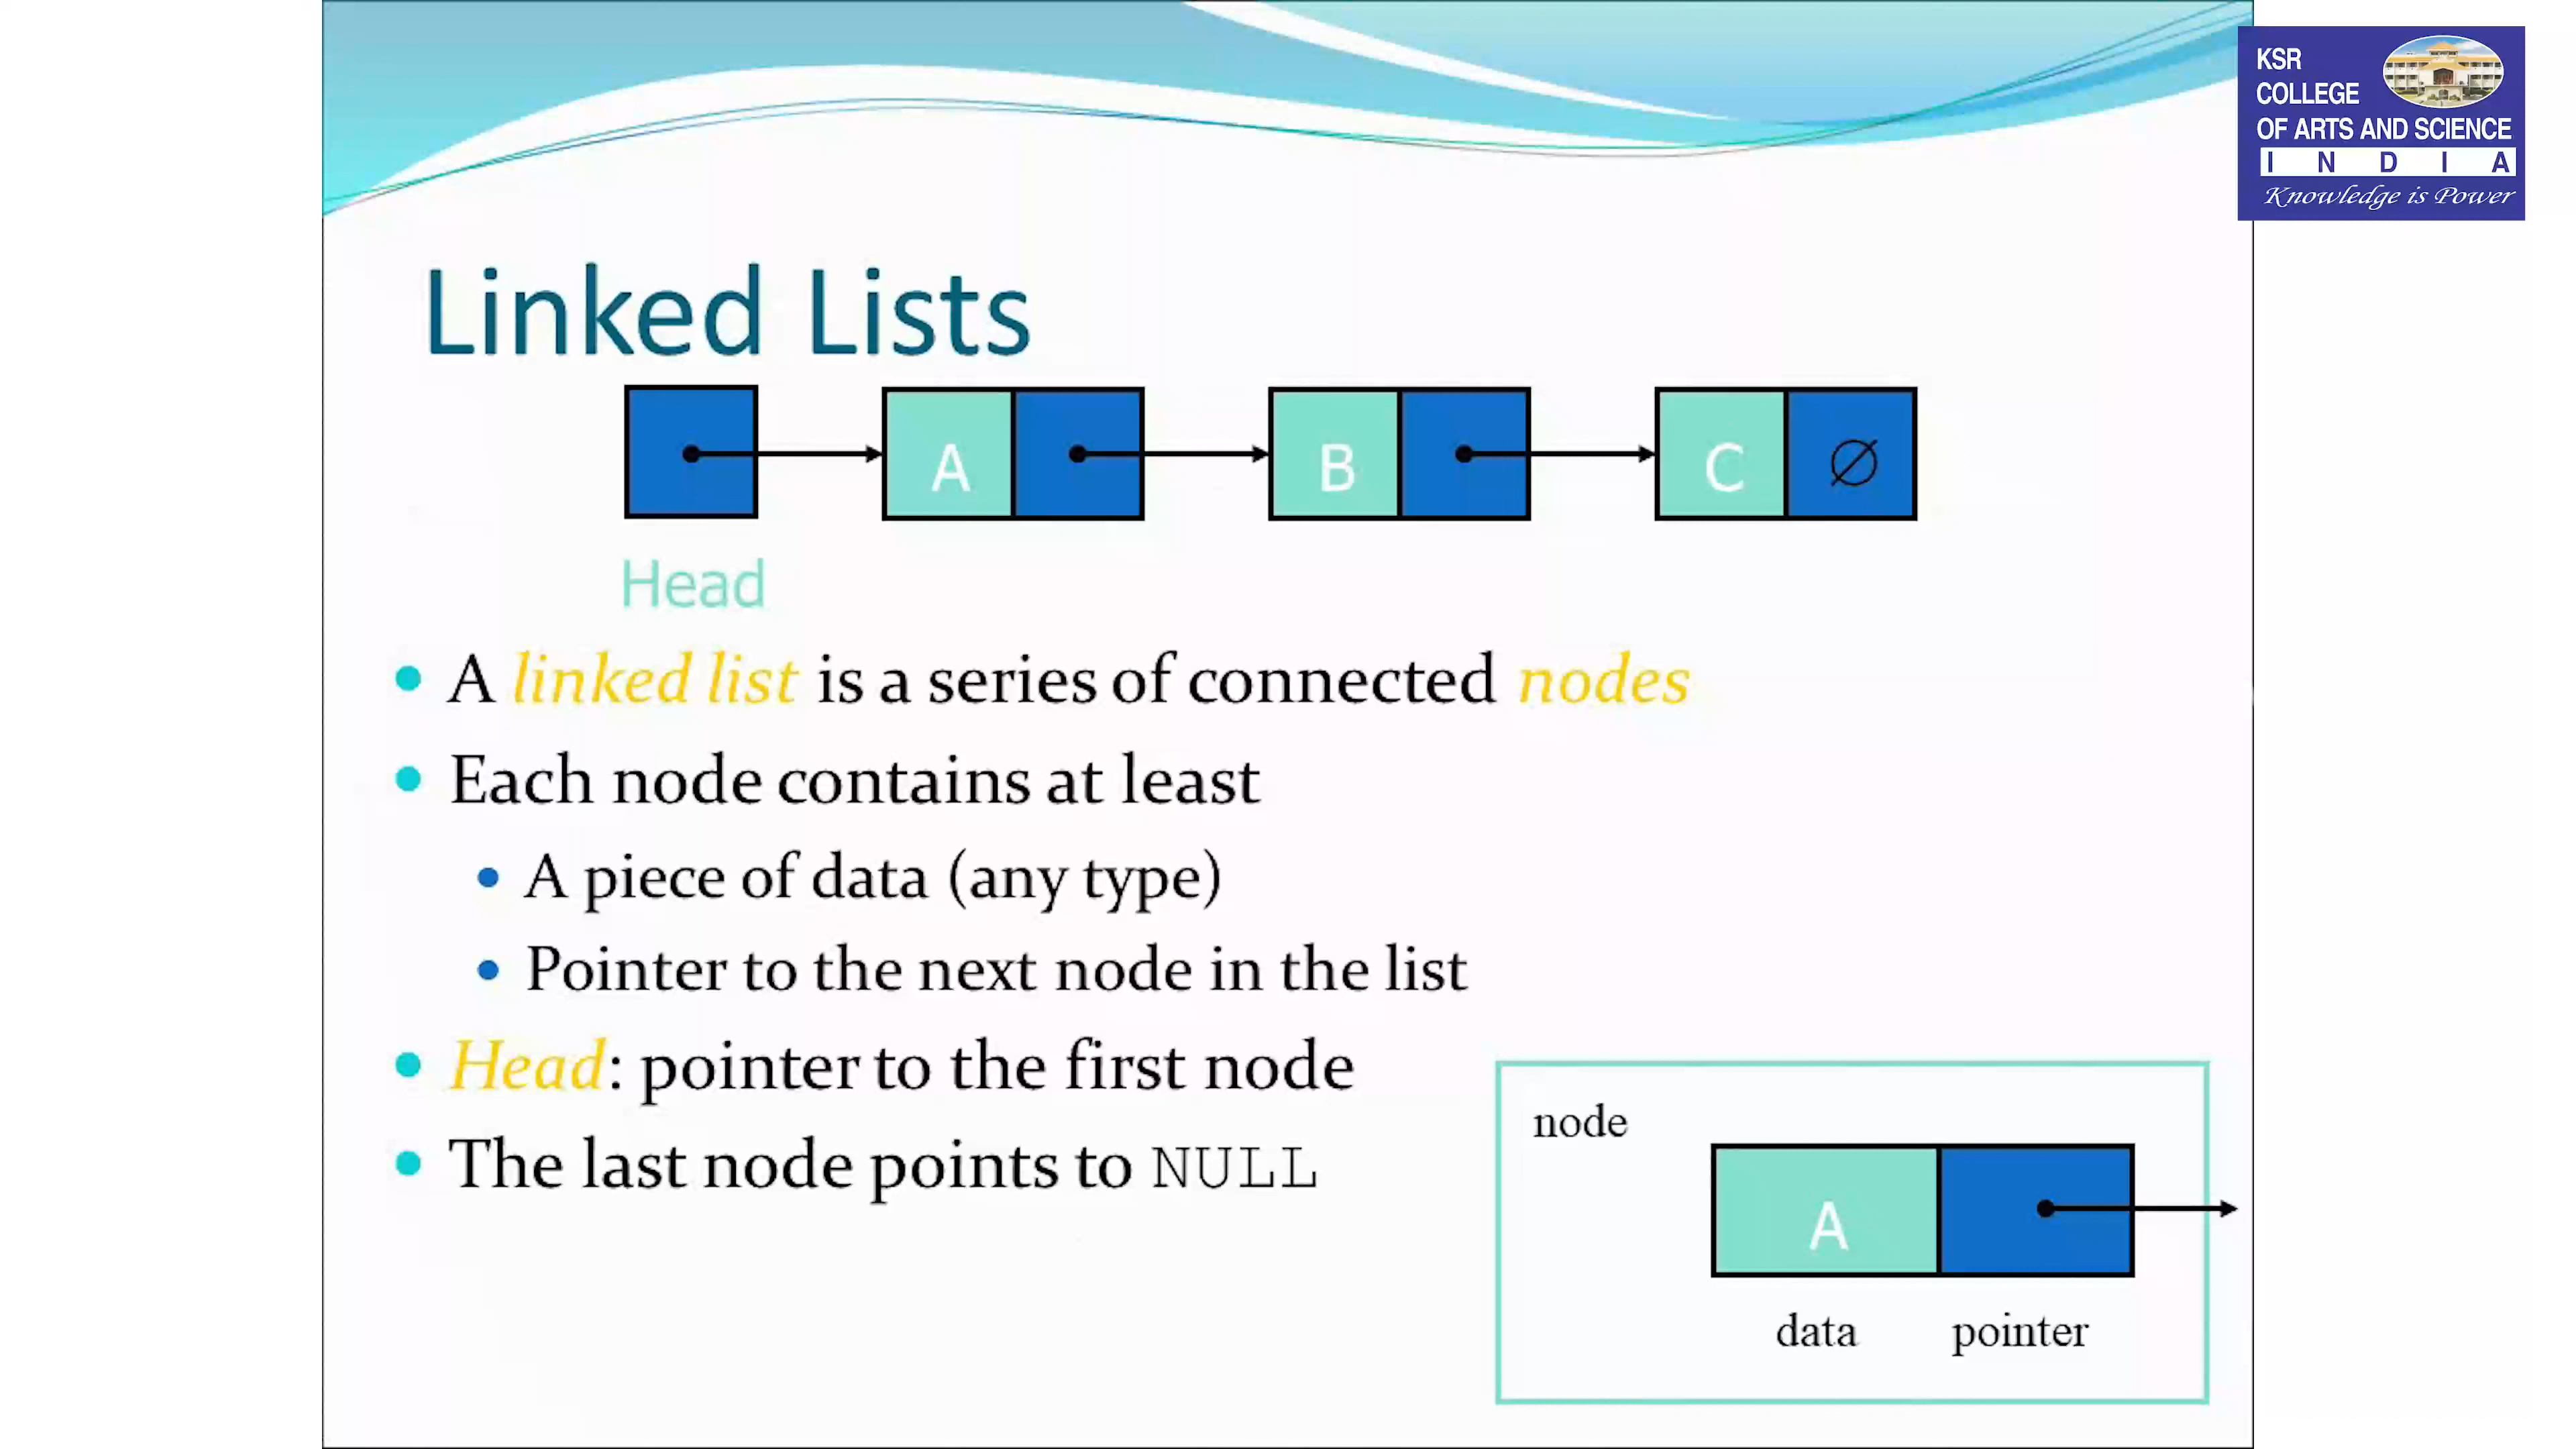 KSR
COLLEGE
OF ARTS AND SCIENCE
I N D I A
Knowledge is Power
Linked Lists
A B C ∅
Head
• A linked list is a series of connected nodes
• Each node contains at least
• A piece of data (any type)
• Pointer to the next node in the list
• Head: pointer to the first node
• The last node points to NULL
node
A
data pointer